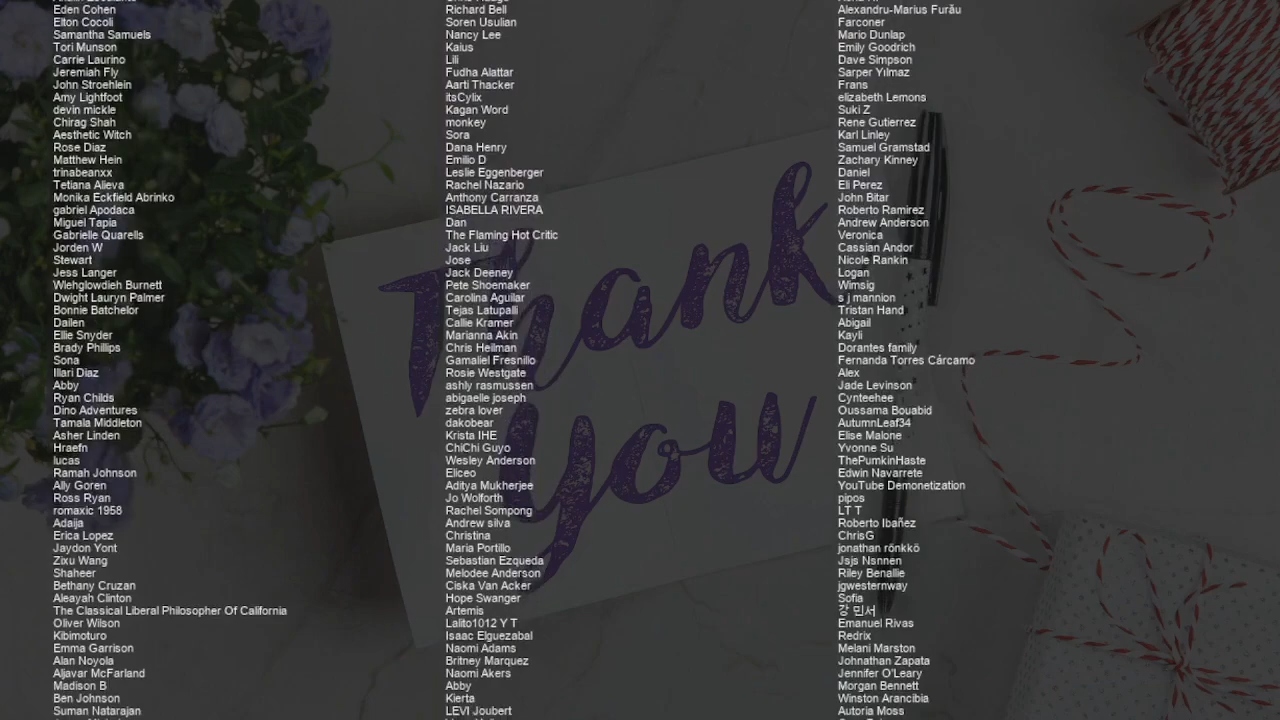 Eden Cohen
Elton Cocoli
Samantha Samuels
Tori Munson
Carrie Laurino
Jeremiah Fly
John Stroehlein
Amy Lightfoot
devin mickle
Chirag Shah
Aesthetic Witch
Rose Diaz
Matthew Hein
trinabeanxx
Tetiana Alieva
Monika Eckfield Abrinko
gabriel Apodaca
Miguel Tapia
Gabrielle Quarells
Jorden W
Stewart
Jess Langer
Wiehglowdieh Burnett
Dwight Lauryn Palmer
Bonnie Batchelor
Dailen
Ellie Snyder
Brady Phillips
Sona
Illari Diaz
Abby
Ryan Childs
Dino Adventures
Tamala Middleton
Asher Linden
Hraefn
lucas
Ramah Johnson
Ally Goren
Ross Ryan
romaxic 1958
Adaija
Erica Lopez
Jaydon Yont
Zixu Wang
Shaheer
Bethany Cruzan
Aleayah Clinton
The Classical Liberal Philosopher Of California
Oliver Wilson
Kibimoturo
Emma Garrison
Alan Noyola
Aljavar McFarland
Madison B
Ben Johnson
Suman Natarajan
Richard Bell
Soren Usulian
Nancy Lee
Kaius
Lili
Fudha Alattar
Aarti Thacker
itsCylix
Kagan Word
monkey
Sora
Dana Henry
Emilio D
Leslie Eggenberger
Rachel Nazario
Anthony Carranza
ISABELLA RIVERA
Dan
The Flaming Hot Critic
Jack Liu
Jose
Jack Deeney
Pete Shoemaker
Carolina Aguilar
Tejas Latupalli
Callie Kramer
Marianna Akin
Chris Heilman
Gamaliel Fresnillo
Rosie Westgate
ashly rasmussen
abigaelle joseph
zebra lover
dakobear
Krista IHE
ChiChi Guyo
Wesley Anderson
Eliceo
Aditya Mukherjee
Jo Wolforth
Rachel Sompong
Andrew silva
Christina
Maria Portillo
Sebastian Ezqueda
Melodee Anderson
Ciska Van Acker
Hope Swanger
Artemis
Lalito1012 Y T
Isaac Elguezabal
Naomi Adams
Britney Marquez
Naomi Akers
Abby
Kierta
LEVI Joubert
Alexandru-Marius Furău
Farconer
Mario Dunlap
Emily Goodrich
Dave Simpson
Sarper Yılmaz
Frans
elizabeth Lemons
Suki Z
Rene Gutierrez
Karl Linley
Samuel Gramstad
Zachary Kinney
Daniel
Eli Perez
John Bitar
Roberto Ramirez
Andrew Anderson
Veronica
Cassian Andor
Nicole Rankin
Logan
Wimsig
s j mannion
Tristan Hand
Abigail
Kayli
Dorantes family
Fernanda Torres Cárcamo
Alex
Jade Levinson
Cynteehee
Oussama Bouabid
AutumnLeaf34
Elise Malone
Yvonne Su
ThePumkinHaste
Edwin Navarrete
YouTube Demonetization
pipos
LT T
Roberto Ibañez
ChrisG
jonathan rönkkö
Jsjs Nsnnen
Riley Benallie
jgwesternway
Sofia
강 민서
Emanuel Rivas
Redrix
Melani Marston
Johnathan Zapata
Jennifer O'Leary
Morgan Bennett
Winston Arancibia
Autoria Moss
Thank
You